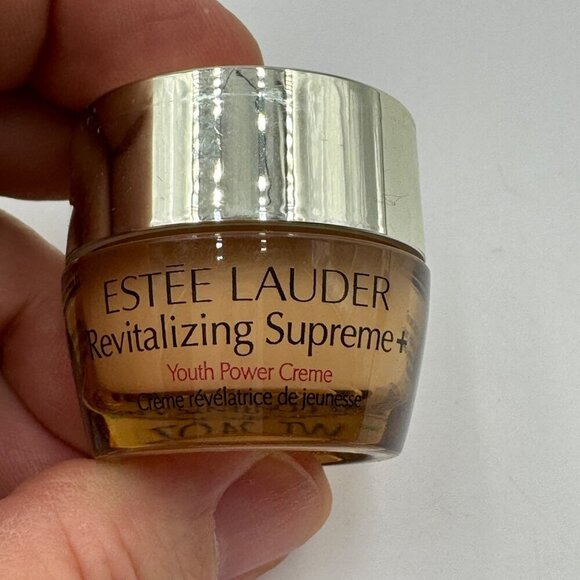 ESTĒE LAUDER
Revitalizing Supreme+
Youth Power Creme
Crème révélatrice de jeunesse